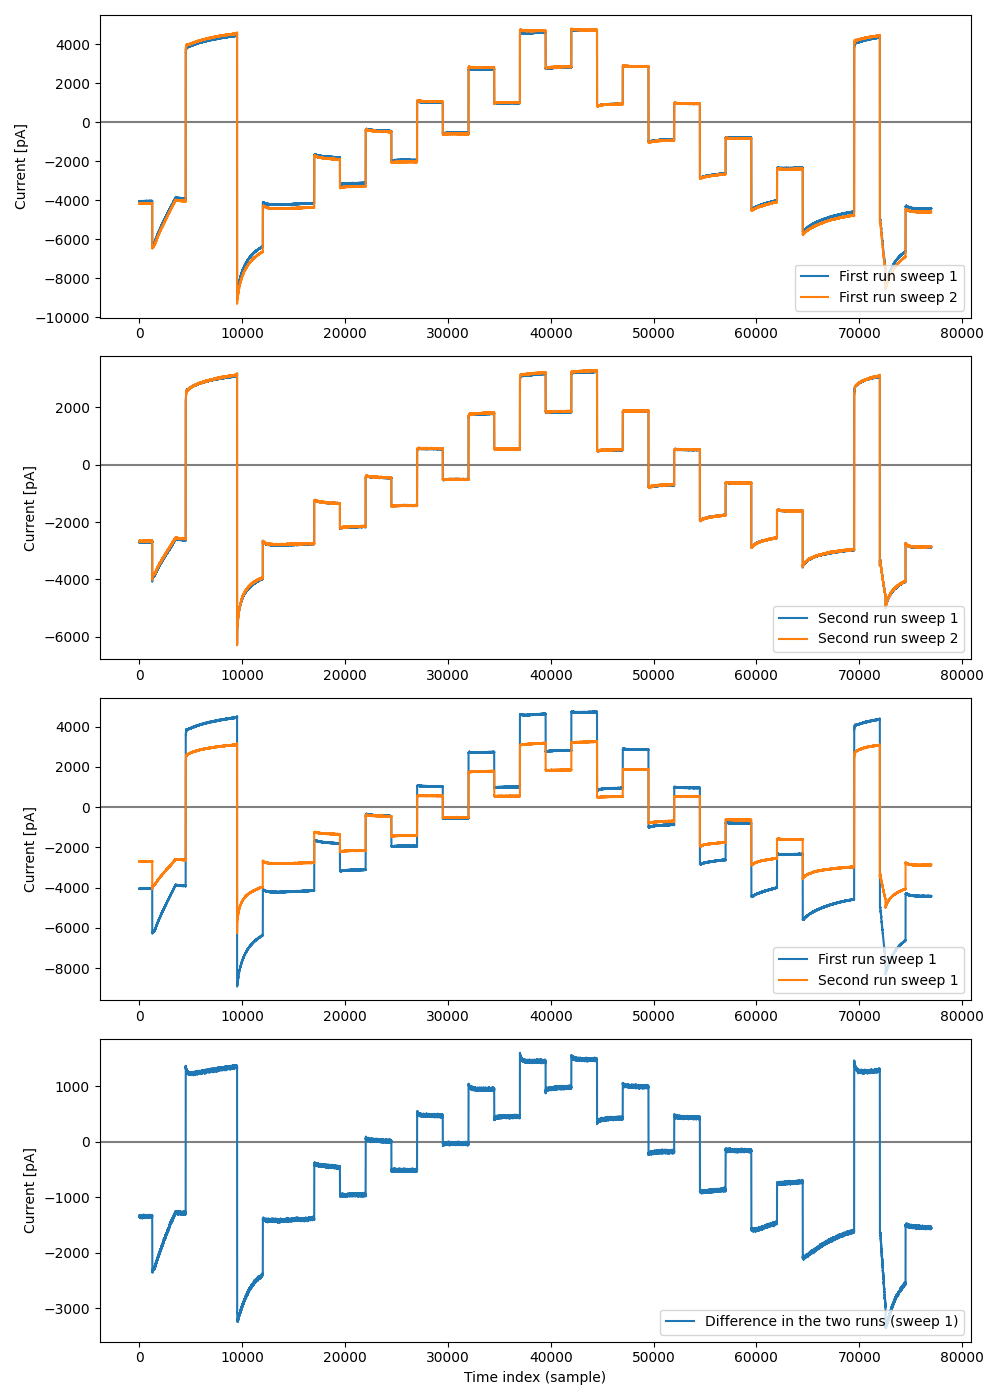 4000
2000
0
−2000
−4000
−6000
−8000
−10000
Current [pA]
First run sweep 1
First run sweep 2
0 10000 20000 30000 40000 50000 60000 70000 80000
2000
0
−2000
−4000
−6000
Current [pA]
Second run sweep 1
Second run sweep 2
0 10000 20000 30000 40000 50000 60000 70000 80000
4000
2000
0
−2000
−4000
−6000
−8000
Current [pA]
First run sweep 1
Second run sweep 1
0 10000 20000 30000 40000 50000 60000 70000 80000
1000
0
−1000
−2000
−3000
Current [pA]
Difference in the two runs (sweep 1)
0 10000 20000 30000 40000 50000 60000 70000 80000
Time index (sample)